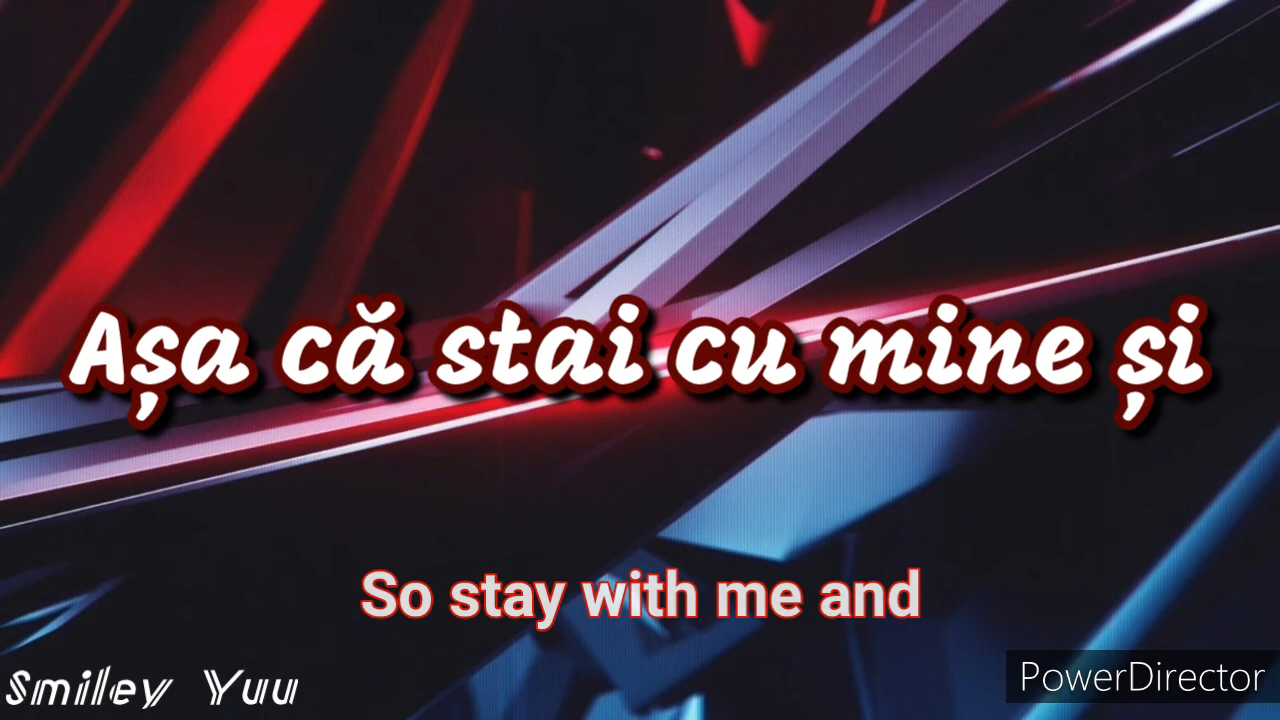 Așa că stai cu mine și
So stay with me and
Smiley Yuu
PowerDirector